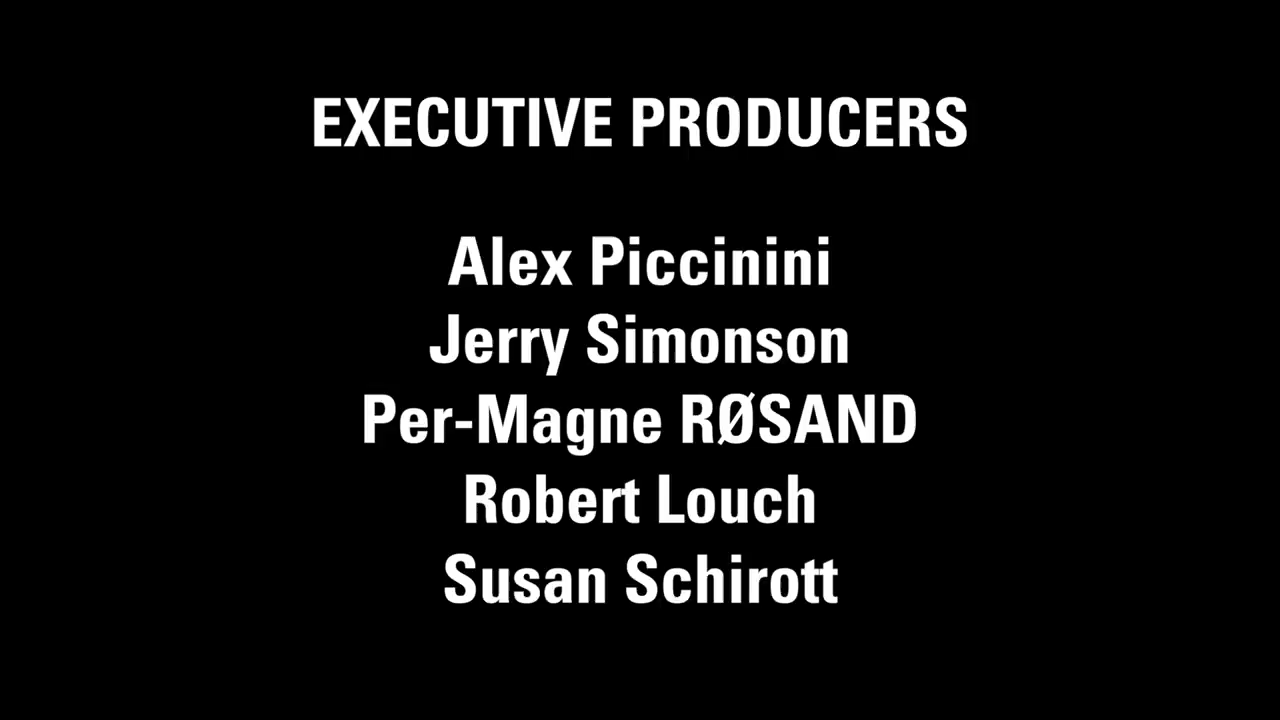 EXECUTIVE PRODUCERS
Alex Piccinini
Jerry Simonson
Per-Magne RØSAND
Robert Louch
Susan Schirott